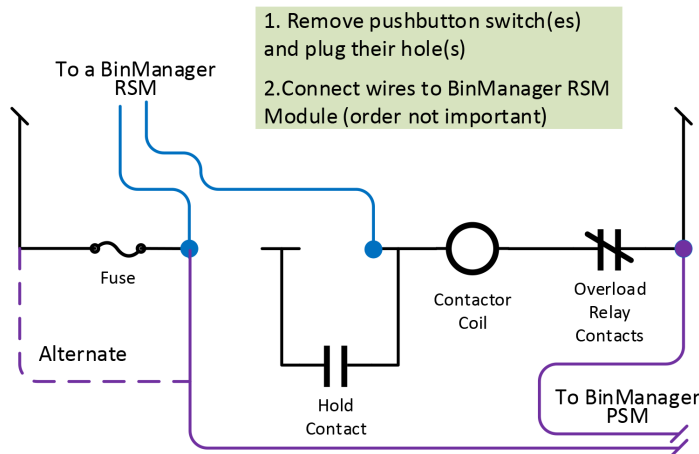 1. Remove pushbutton switch(es)
and plug their hole(s)
2.Connect wires to BinManager RSM
Module (order not important)
To a BinManager
RSM
Fuse
Contactor
Coil
Overload
Relay
Contacts
Alternate
Hold
Contact
To BinManager
PSM